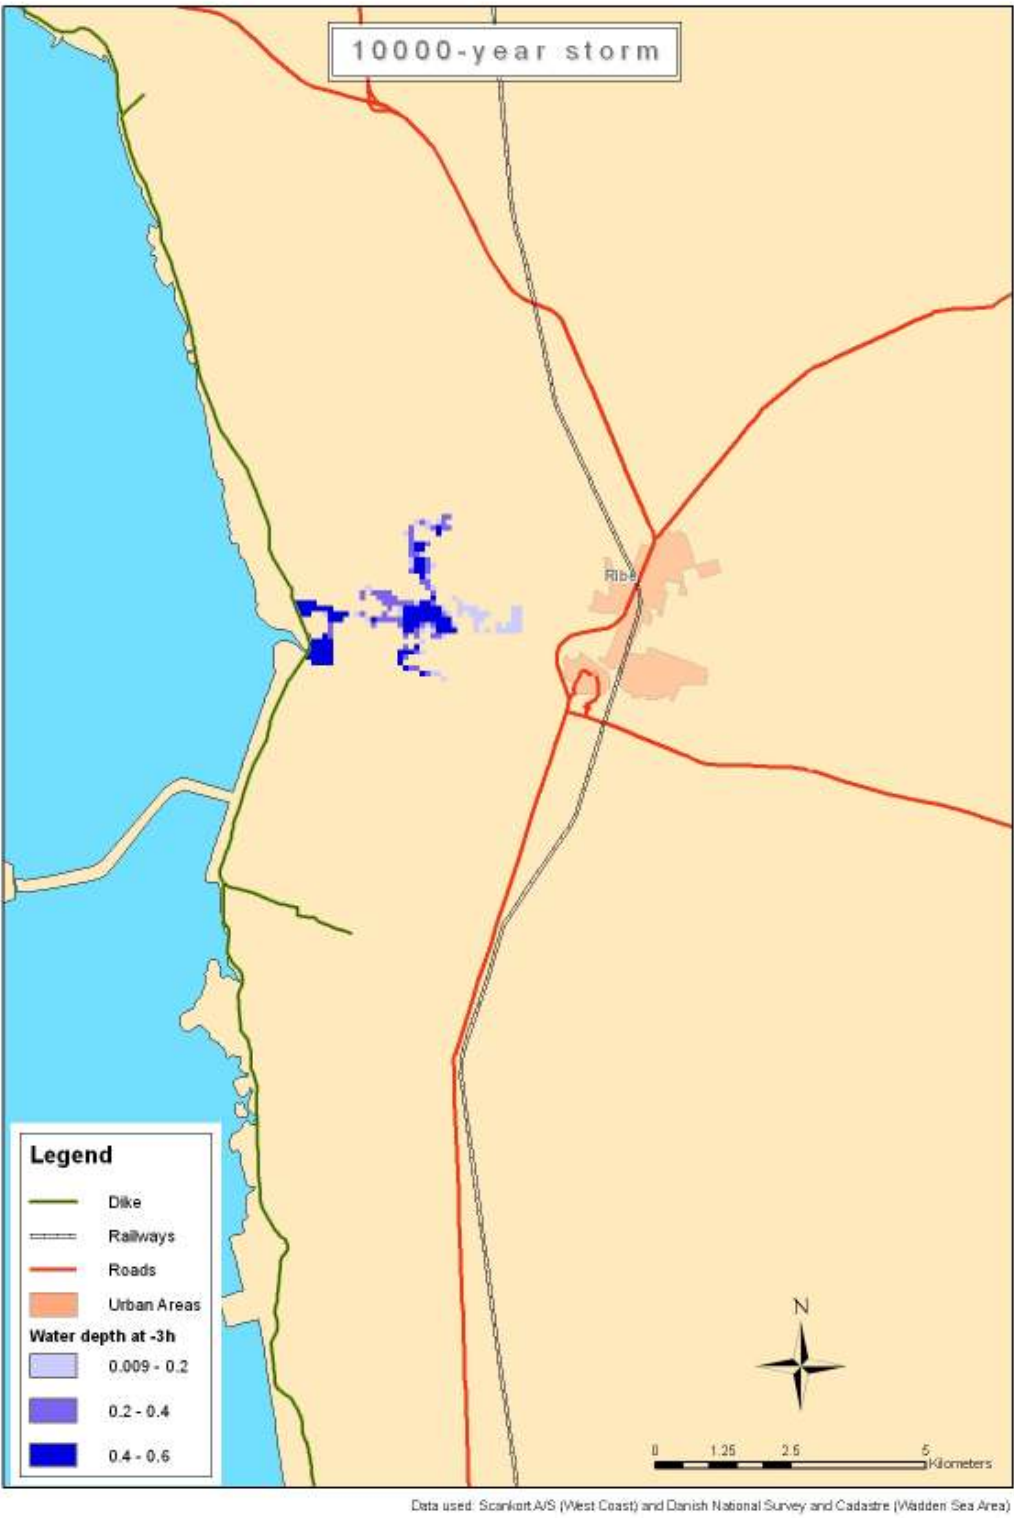 10000-year storm
Ribe
Legend
Dike
Railways
Roads
Urban Areas
Water depth at -3h
0.009 - 0.2
0.2 - 0.4
0.4 - 0.6
N
0 1.25 2.5 5
Kilometers
Data used: Scankort A/S (West Coast) and Danish National Survey and Cadastre (Wadden Sea Area)